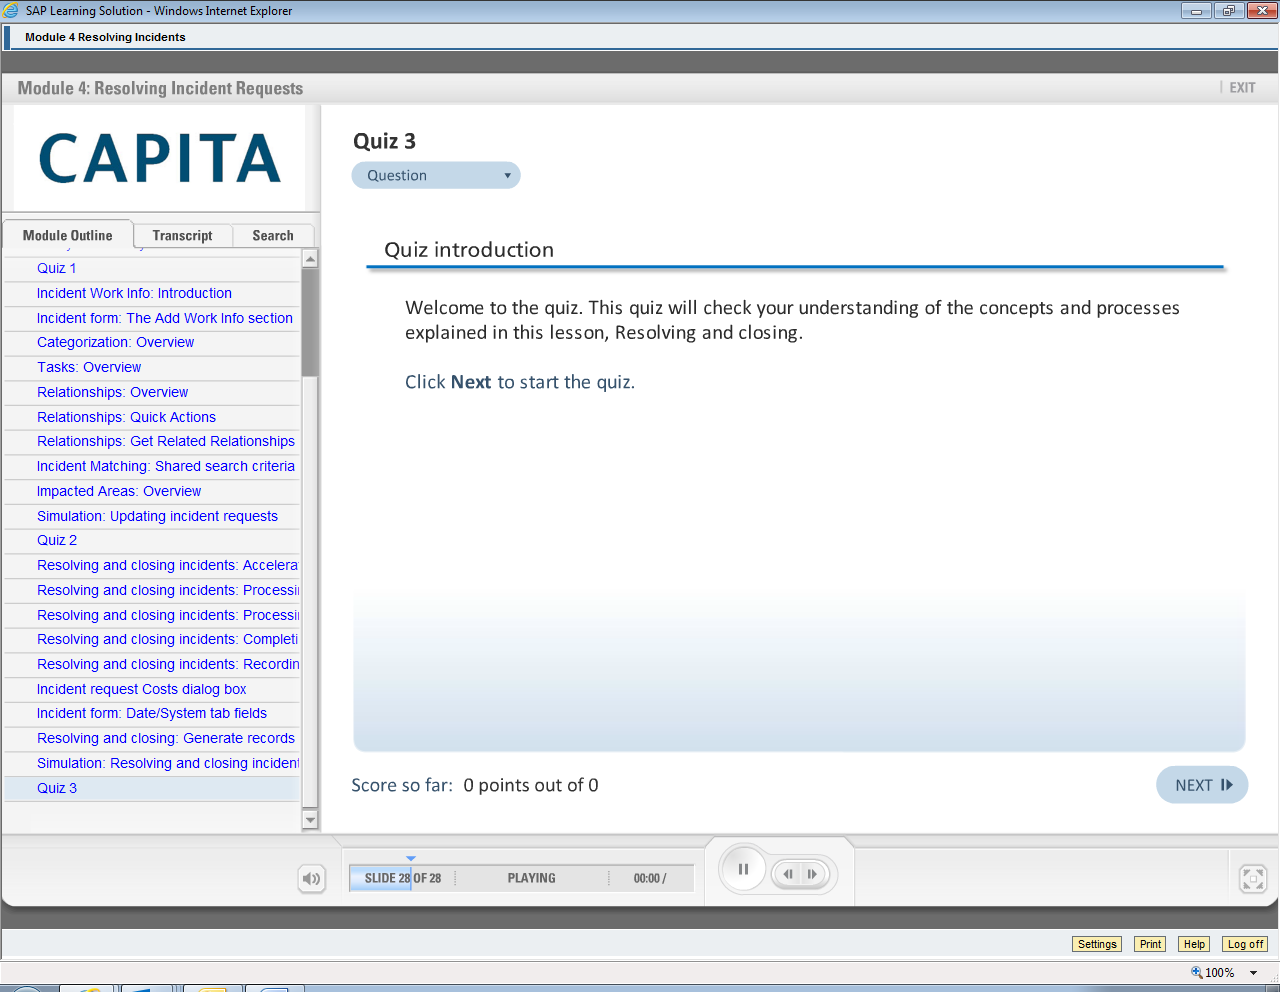 SAP Learning Solution - Windows Internet Explorer
Module 4 Resolving Incidents
Module 4: Resolving Incident Requests
EXIT
CAPITA
Module Outline
Transcript
Search
Quiz 1
Incident Work Info: Introduction
Incident form: The Add Work Info section
Categorization: Overview
Tasks: Overview
Relationships: Overview
Relationships: Quick Actions
Relationships: Get Related Relationships
Incident Matching: Shared search criteria
Impacted Areas: Overview
Simulation: Updating incident requests
Quiz 2
Resolving and closing incidents: Accelera
Resolving and closing incidents: Processi
Resolving and closing incidents: Processi
Resolving and closing incidents: Completi
Resolving and closing incidents: Recordin
Incident request Costs dialog box
Incident form: Date/System tab fields
Resolving and closing: Generate records
Simulation: Resolving and closing incident
Quiz 3
Quiz 3
Question
Quiz introduction
Welcome to the quiz. This quiz will check your understanding of the concepts and processes
explained in this lesson, Resolving and closing.
Click Next to start the quiz.
Score so far: 0 points out of 0
NEXT
SLIDE 28 OF 28
PLAYING
00:00 /
Settings
Print
Help
Log off
100%